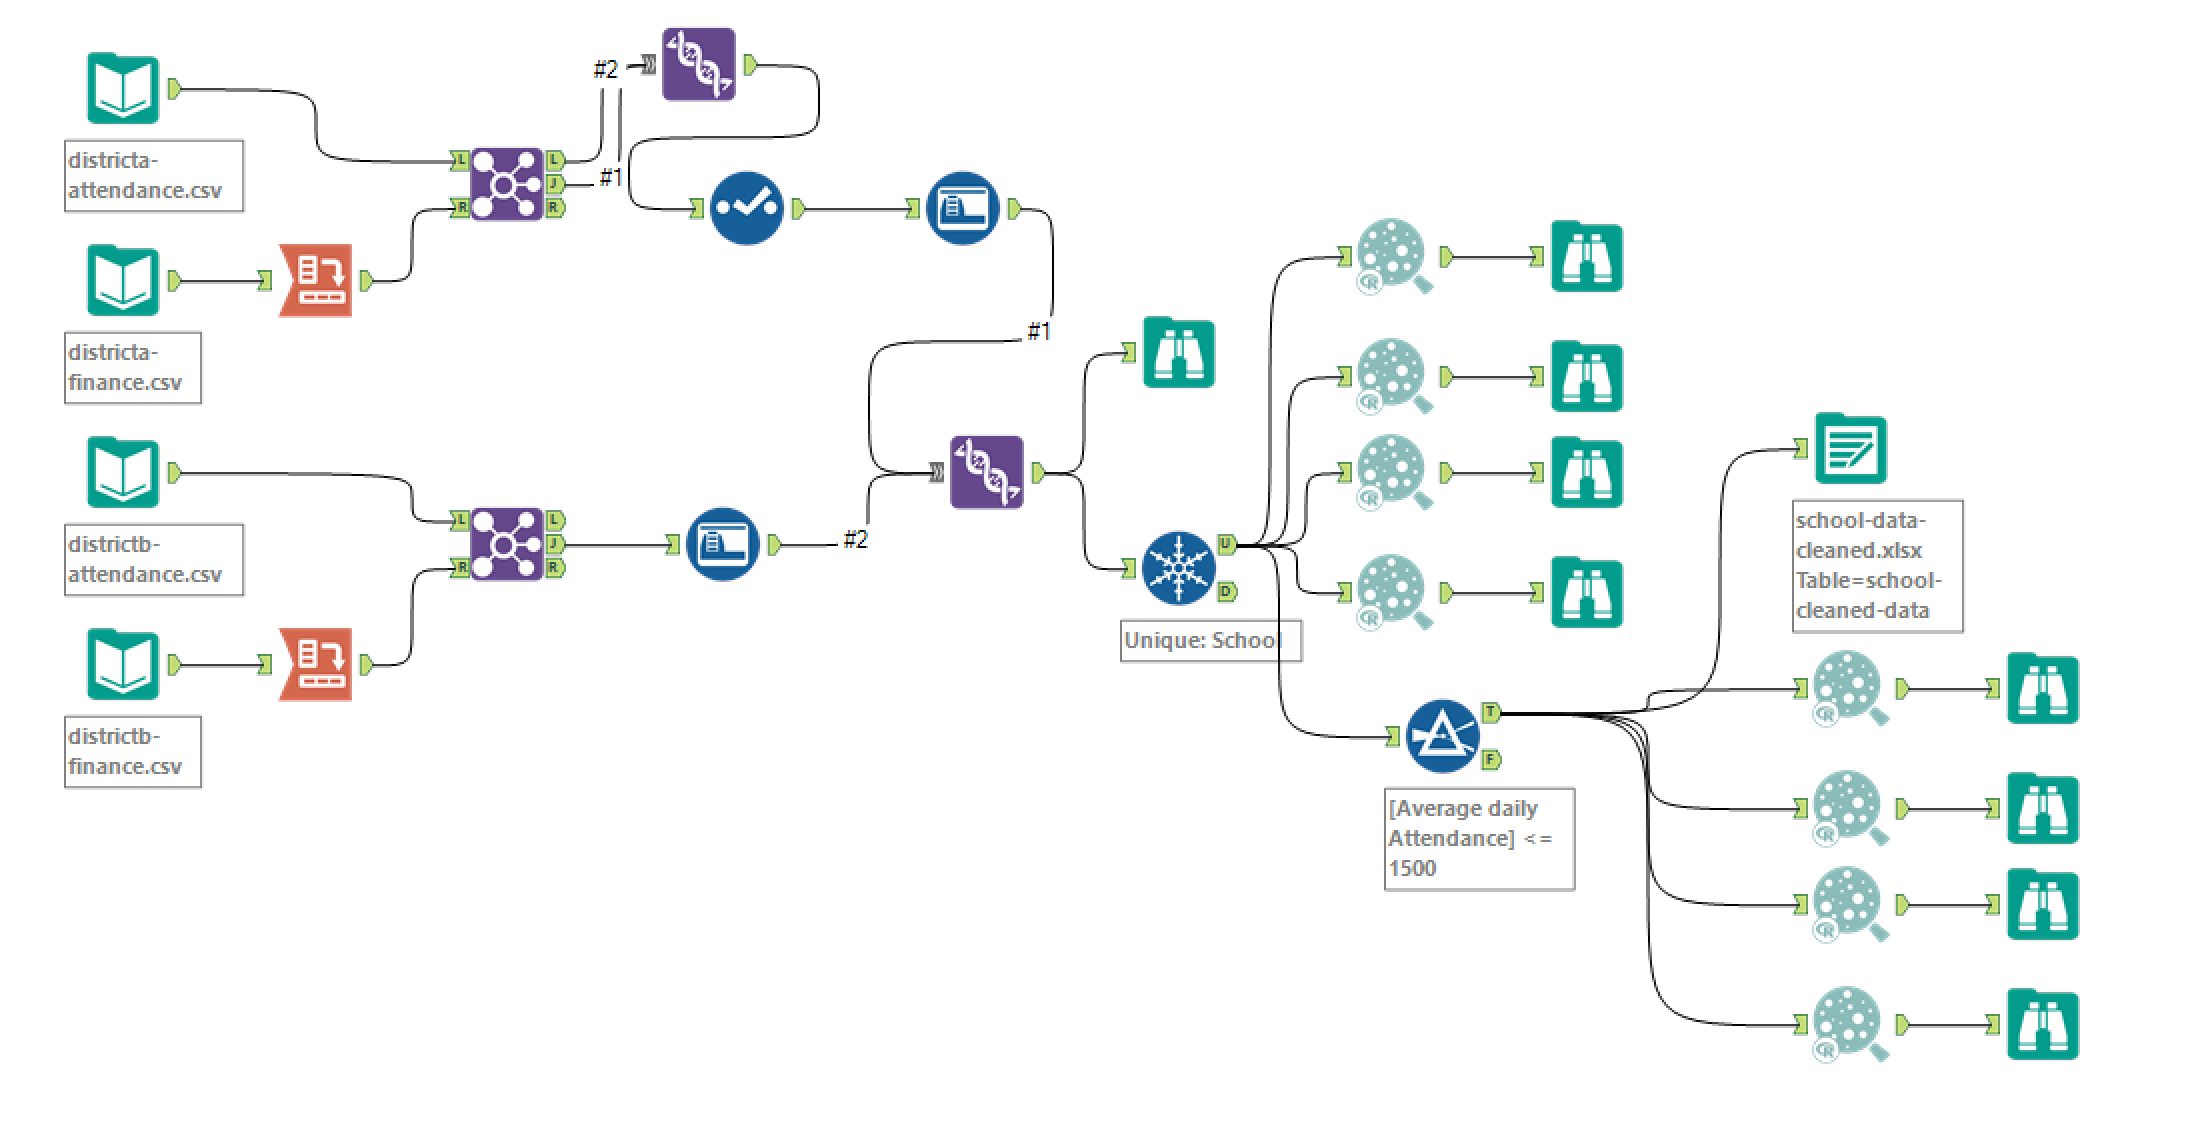 #2
districta-
attendance.csv
L
R
L
J
R
#1
districta-
finance.csv
#1
districtb-
attendance.csv
L
R
L
J
R
#2
districtb-
finance.csv
U
D
Unique: School
R
R
R
R
school-data-
cleaned.xlsx
Table=school-
cleaned-data
T
F
[Average daily
Attendance] <=
1500
R
R
R
R